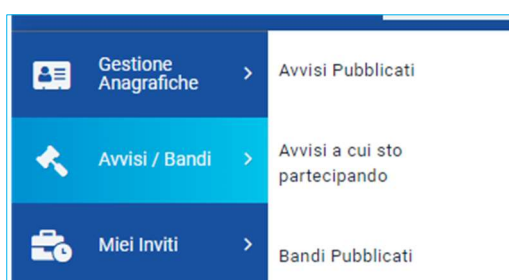 Gestione
Anagrafiche
Avvisi Pubblicati
Avvisi / Bandi
Avvisi a cui sto
partecipando
Miei Inviti
Bandi Pubblicati